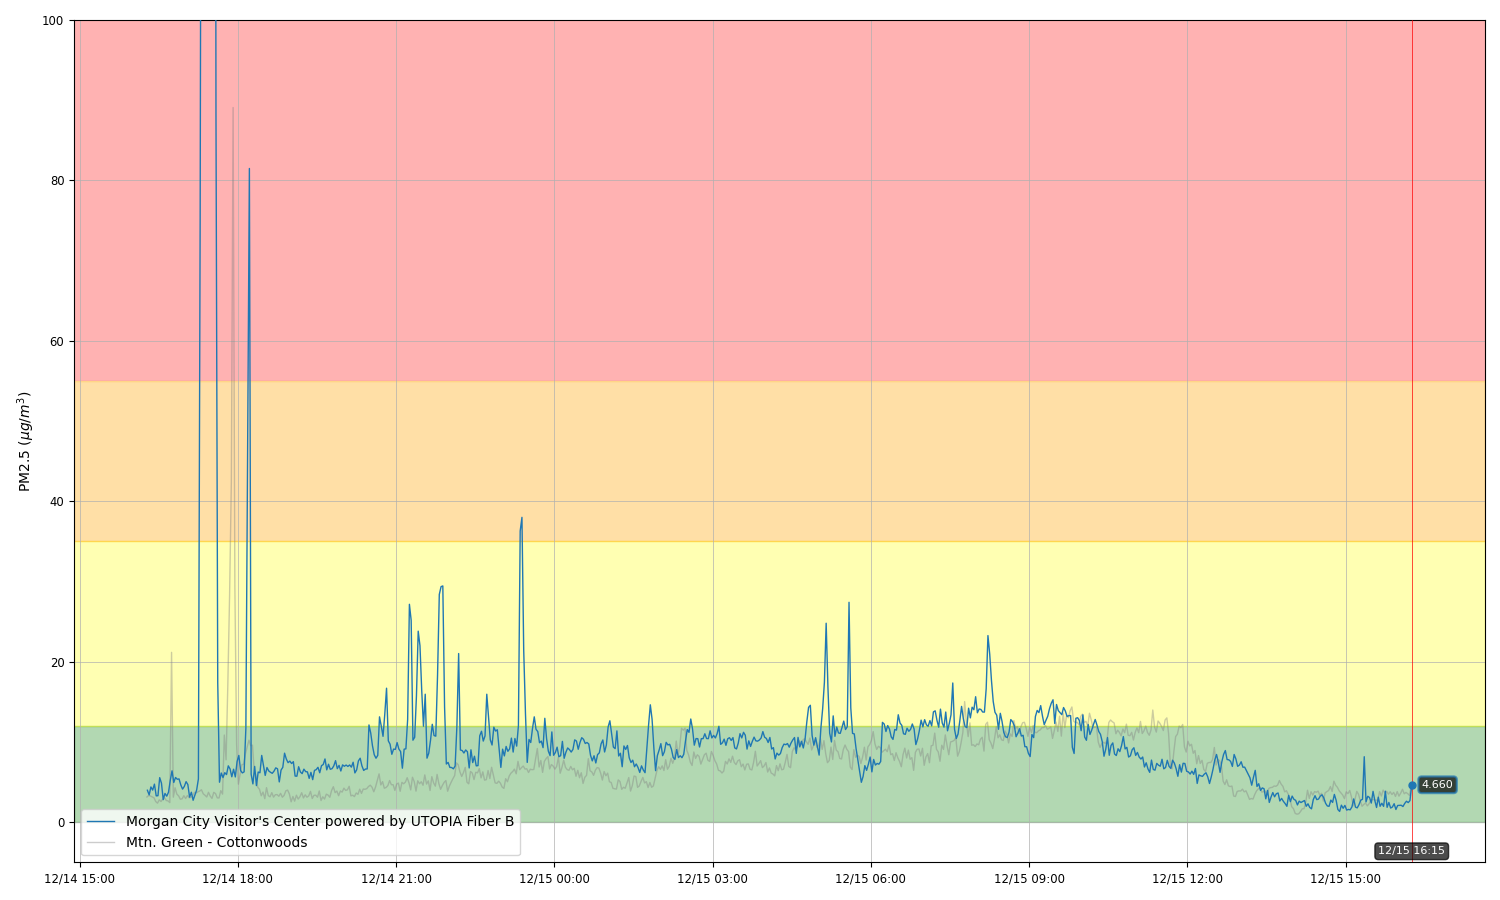 100
80
60
40
20
0
PM2.5 (μg/m³)
4.660
Morgan City Visitor's Center powered by UTOPIA Fiber B
Mtn. Green - Cottonwoods
12/15 16:15
12/14 15:00 12/14 18:00 12/14 21:00 12/15 00:00 12/15 03:00 12/15 06:00 12/15 09:00 12/15 12:00 12/15 15:00